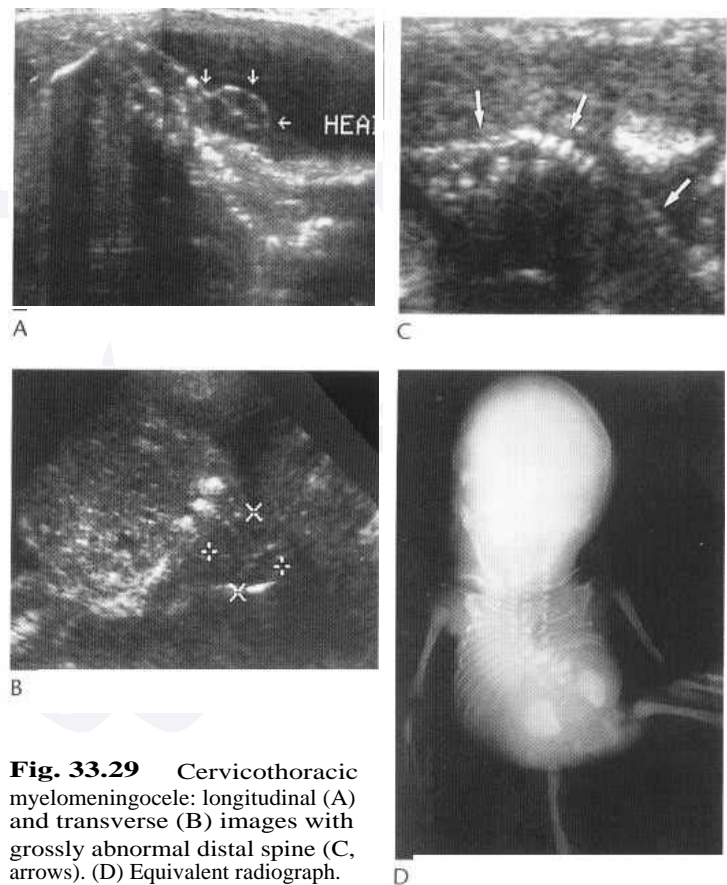 HEA
A
C
B
D
Fig. 33.29 Cervicothoracic
myelomeningocele: longitudinal (A)
and transverse (B) images with
grossly abnormal distal spine (C,
arrows). (D) Equivalent radiograph.